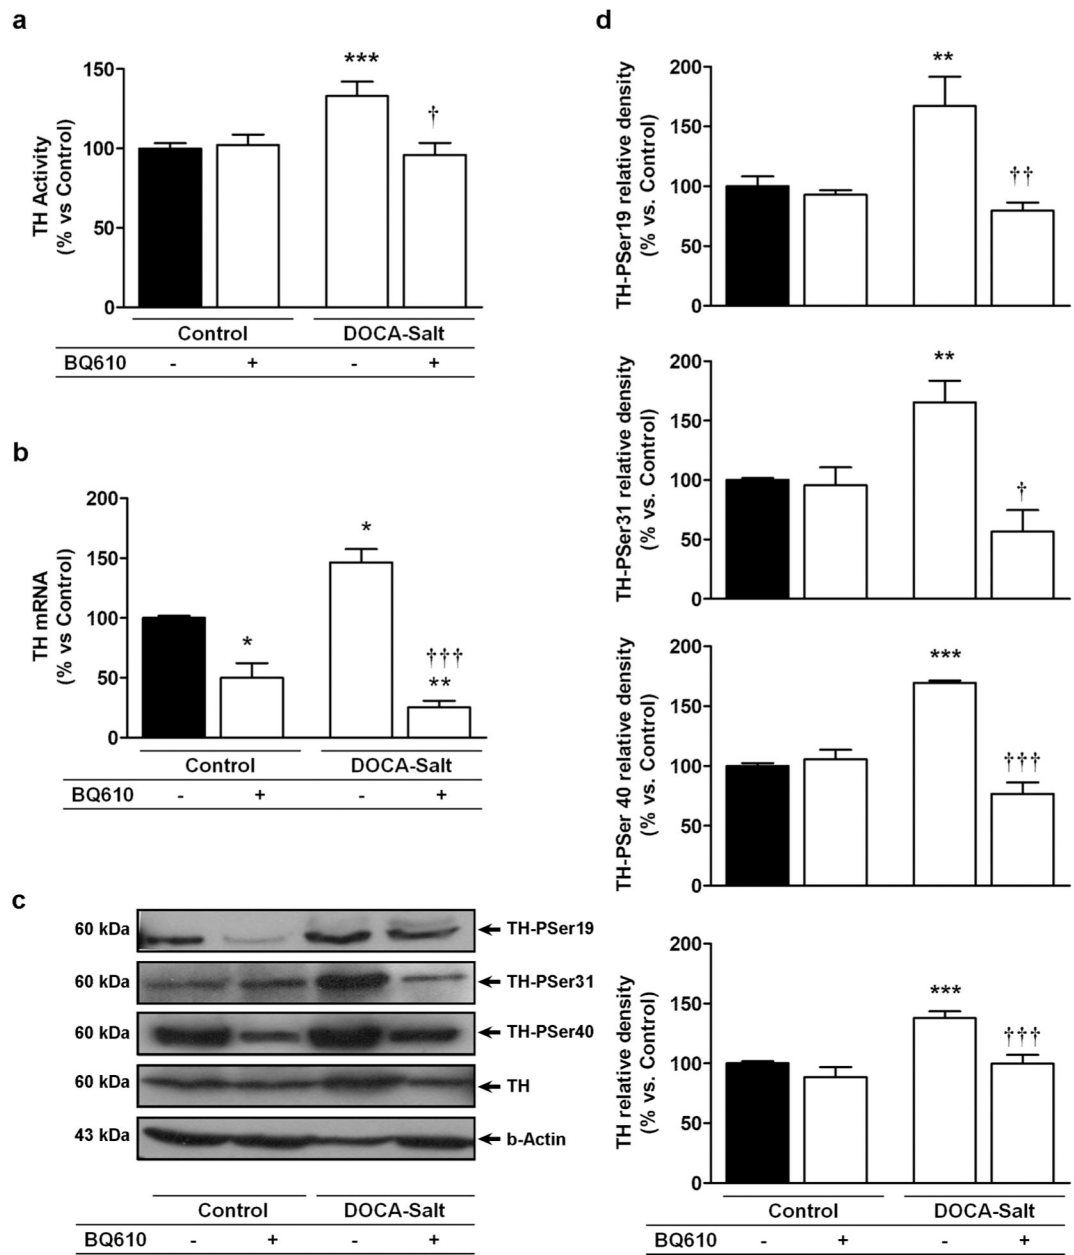 a
TH Activity
(% vs Control)
150
100
50
0
***
†
Control DOCA-Salt
BQ610 - + - +
b
TH mRNA
(% vs Control)
200
150
100
50
0
*
*
†††
**
Control DOCA-Salt
BQ610 - + - +
c
60 kDa TH-PSer19
60 kDa TH-PSer31
60 kDa TH-PSer40
60 kDa TH
43 kDa b-Actin
Control DOCA-Salt
BQ610 - + - +
d
TH-PSer19 relative density
(% vs. Control)
200
150
100
50
0
**
††
TH-PSer31 relative density
(% vs. Control)
200
150
100
50
0
**
†
TH-PSer 40 relative density
(% vs. Control)
200
150
100
50
0
***
†††
TH relative density
(% vs. Control)
200
150
100
50
0
***
†††
Control DOCA-Salt
BQ610 - + - +